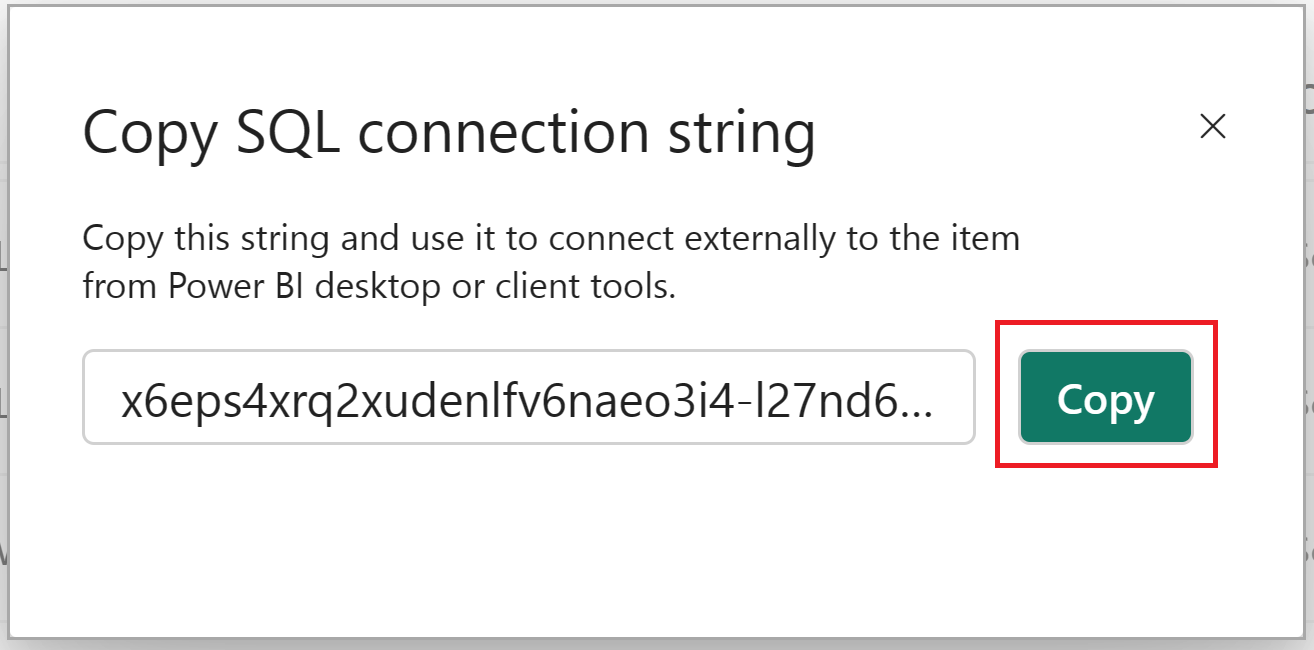 Copy SQL connection string
Copy this string and use it to connect externally to the item
from Power BI desktop or client tools.
x6eps4xrq2xudenlfv6naeo3i4-l27nd6...
Copy